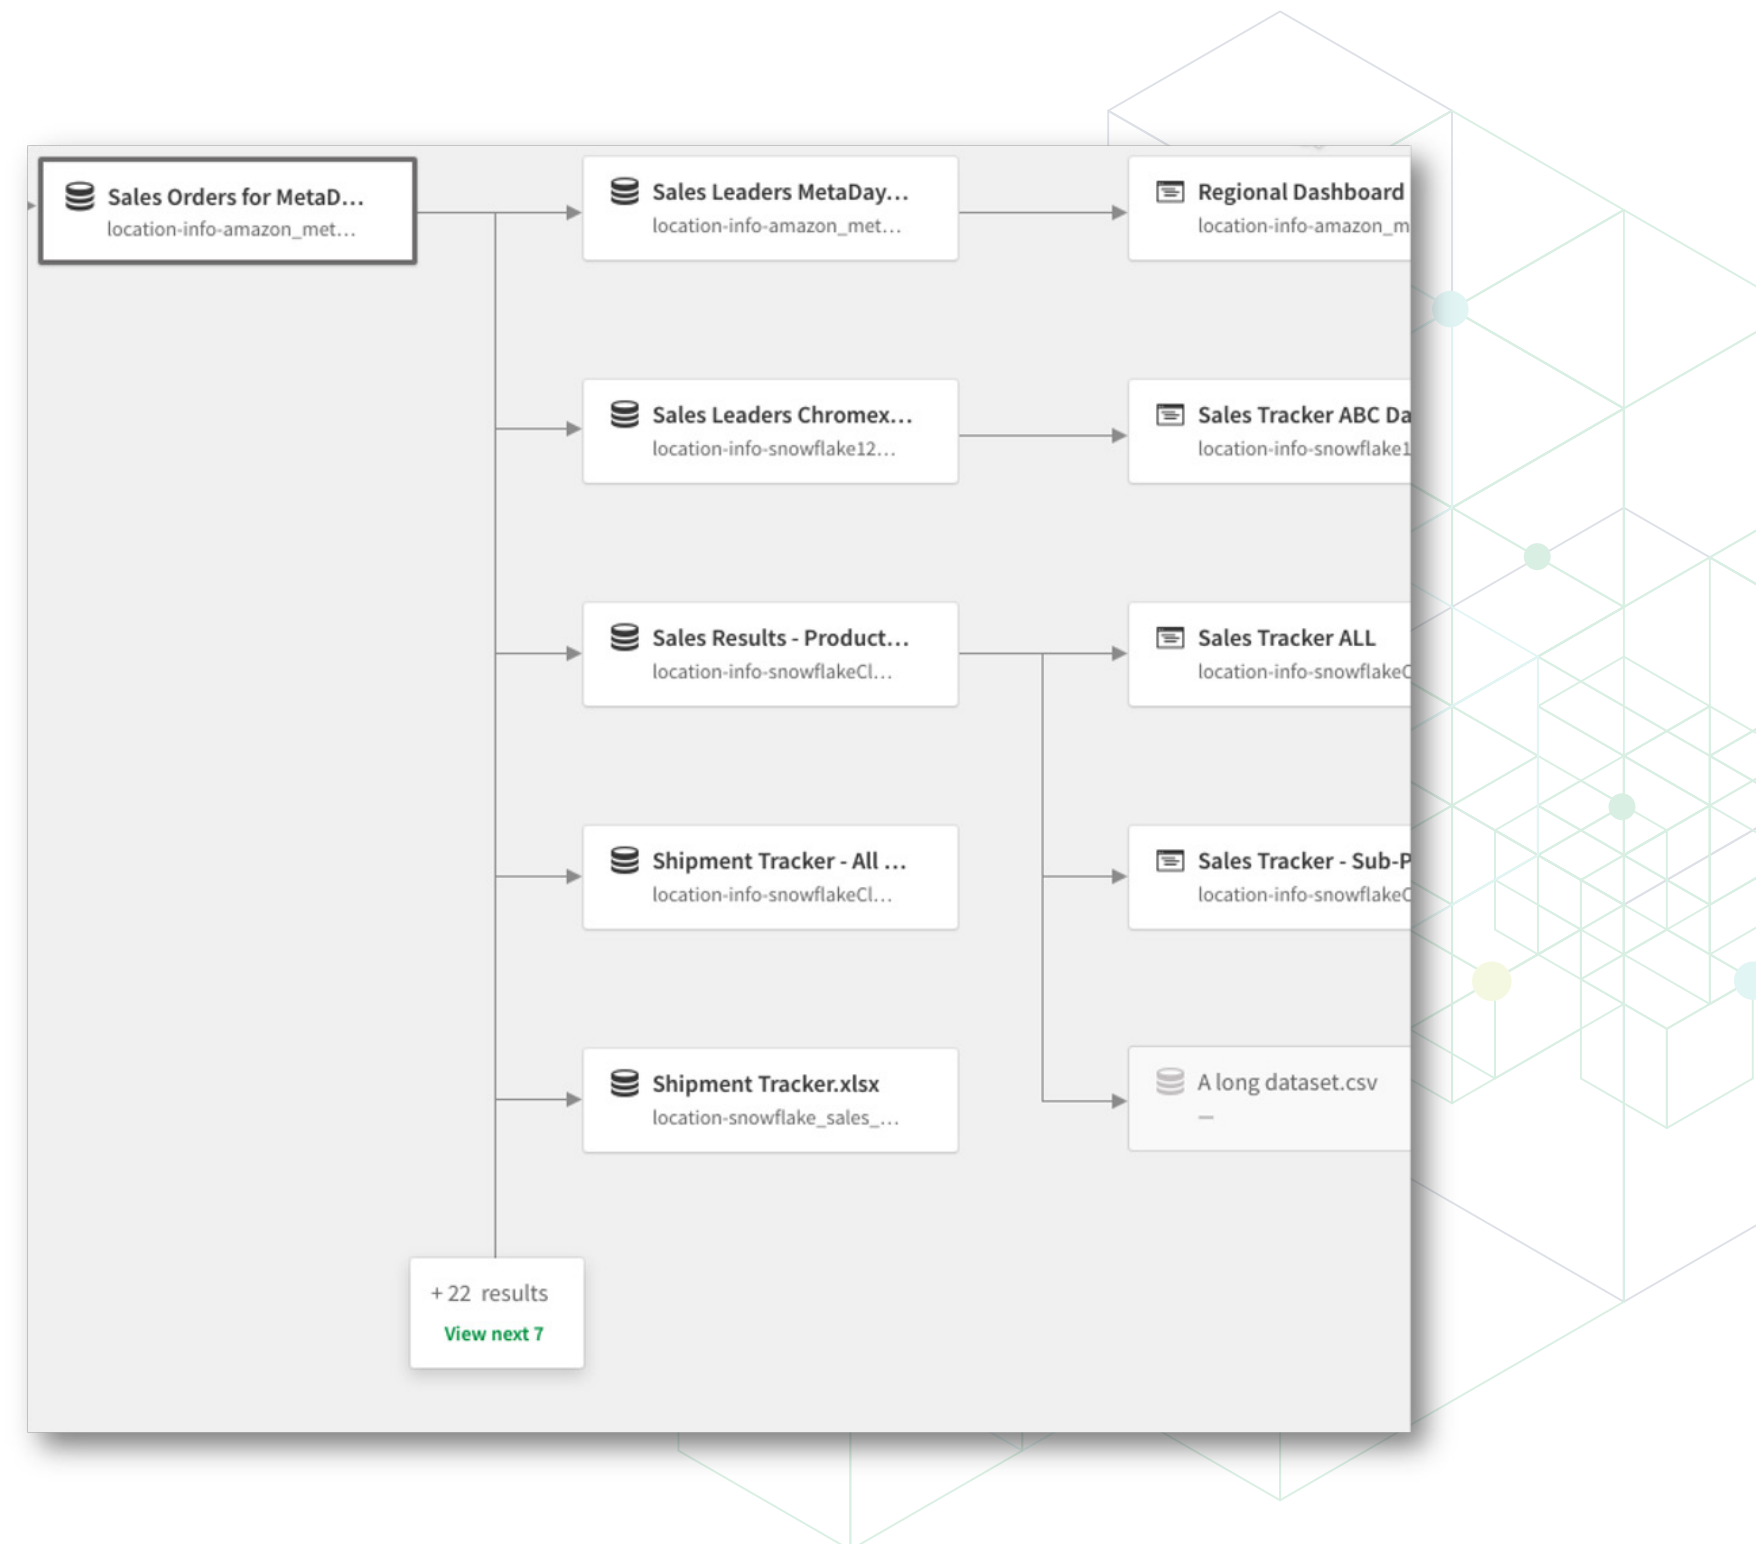 Sales Orders for MetaD...
location-info-amazon_met...
Sales Leaders MetaDay...
location-info-amazon_met...
Regional Dashboard
location-info-amazon_m
Sales Leaders Chromex...
location-info-snowflake12...
Sales Tracker ABC Da
location-info-snowflake1
Sales Results - Product...
location-info-snowflakeCl...
Sales Tracker ALL
location-info-snowflakeC
Shipment Tracker - All ...
location-info-snowflakeCl...
Sales Tracker - Sub-P
location-info-snowflakeC
Shipment Tracker.xlsx
location-snowflake_sales_...
A long dataset.csv
—
+ 22 results
View next 7